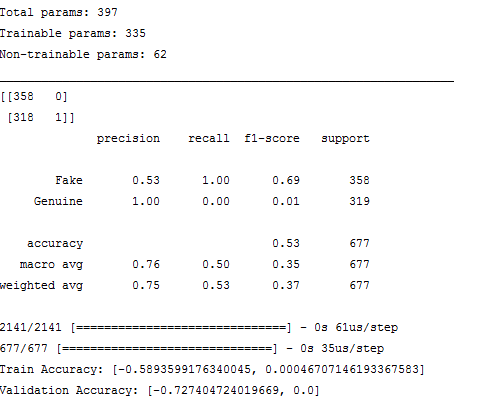 Total params: 397
Trainable params: 335
Non-trainable params: 62
[[358 0]
[318 1]]
precision recall f1-score support
Fake 0.53 1.00 0.69 358
Genuine 1.00 0.00 0.01 319
accuracy 0.53 677
macro avg 0.76 0.50 0.35 677
weighted avg 0.75 0.53 0.37 677
2141/2141 [==============================] - 0s 61us/step
677/677 [==============================] - 0s 35us/step
Train Accuracy: [-0.5893599176340045, 0.00046707146193367583]
Validation Accuracy: [-0.727404724019669, 0.0]